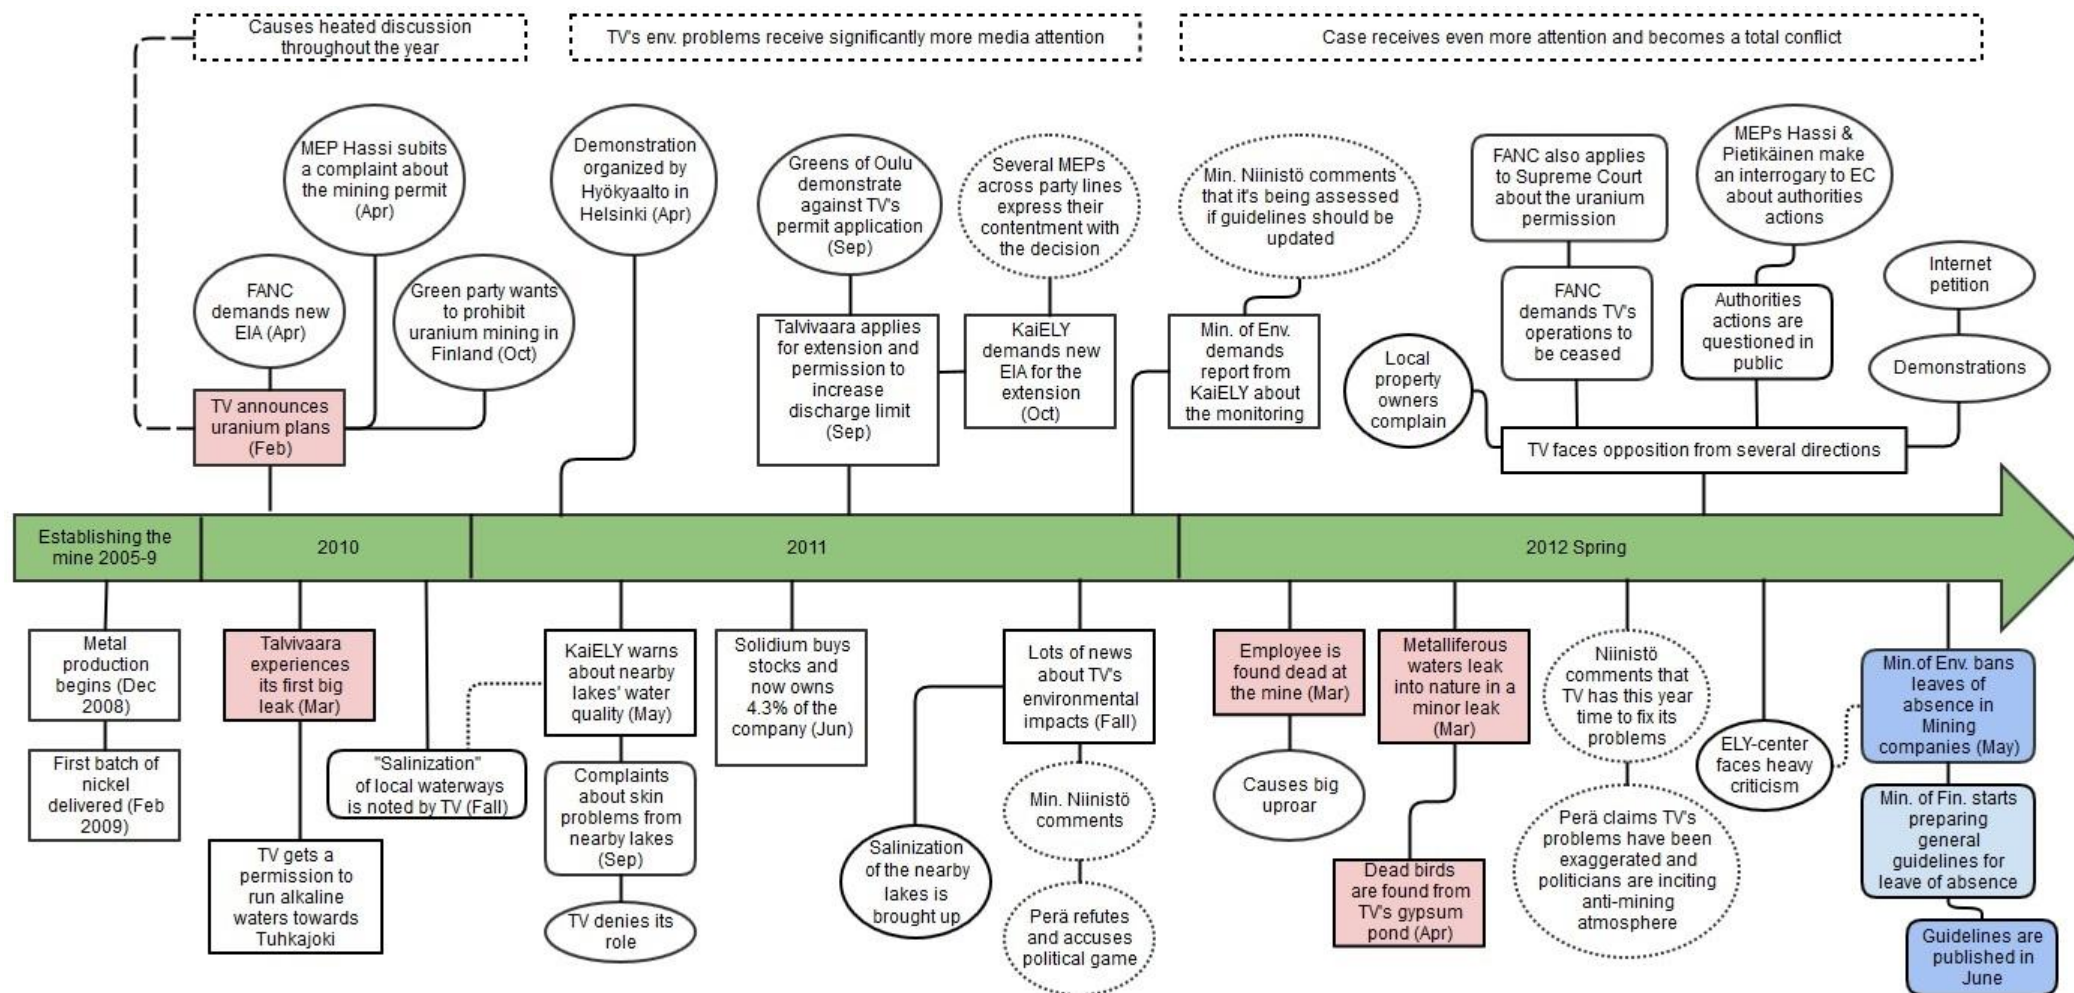 Causes heated discussion
throughout the year
TV's env. problems receive significantly more media attention
Case receives even more attention and becomes a total conflict
MEP Hassi subits
a complaint about
the mining permit
(Apr)
Demonstration
organized by
Hyökyaalto in
Helsinki (Apr)
Greens of Oulu
demonstrate
against TV's
permit application
(Sep)
Several MEPs
across party lines
express their
contentment with
the decision
Min. Niinistö comments
that it's being assessed
if guidelines should be
updated
FANC also applies
to Supreme Court
about the uranium
permission
MEPs Hassi &
Pietikäinen make
an interrogary to EC
about authorities
actions
FANC
demands new
EIA (Apr)
Green party wants
to prohibit
uranium mining in
Finland (Oct)
Internet
petition
Talvivaara applies
for extension and
permission to
increase
discharge limit
(Sep)
KaiELY
demands new
EIA for the
extension
(Oct)
Min. of Env.
demands
report from
KaiELY about
the monitoring
Local
property
owners
complain
FANC
demands TV's
operations to
be ceased
Authorities
actions are
questioned in
public
Demonstrations
TV announces
uranium plans
(Feb)
TV faces opposition from several directions
Establishing the
mine 2005-9
2010
2011
2012 Spring
Metal
production
begins (Dec
2008)
Talvivaara
experiences
its first big
leak (Mar)
KaiELY warns
about nearby
lakes' water
quality (May)
Solidium buys
stocks and
now owns
4.3% of the
company (Jun)
Lots of news
about TV's
environmental
impacts (Fall)
Employee is
found dead at
the mine (Mar)
Metalliferous
waters leak
into nature in a
minor leak
(Mar)
Niinistö
comments that
TV has this year
time to fix its
problems
Min.of Env. bans
leaves of
absence in
Mining
companies (May)
First batch of
nickel
delivered (Feb
2009)
"Salinization"
of local waterways
is noted by TV (Fall)
Complaints
about skin
problems from
nearby lakes
(Sep)
Min. Niinistö
comments
Causes big
uproar
ELY-center
faces heavy
criticism
Min. of Fin. starts
preparing
general
guidelines for
leave of absence
TV gets a
permission to
run alkaline
waters towards
Tuhkajoki
TV denies its
role
Salinization
of the nearby
lakes is
brought up
Perä refutes
and accuses
political game
Dead birds
are found from
TV's gypsum
pond (Apr)
Perä claims TV's
problems have been
exaggerated and
politicians are inciting
anti-mining
atmosphere
Guidelines are
published in
June